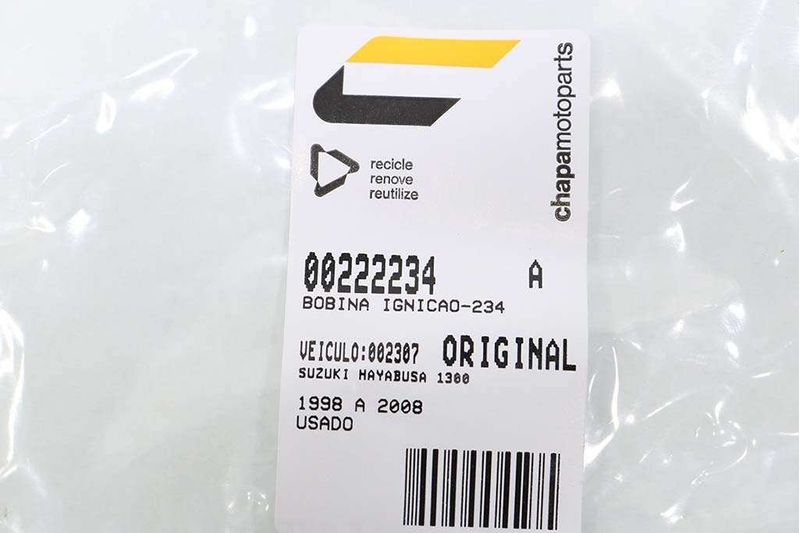 chapamotoparts
recicle
renove
reutilize
00222234 A
BOBINA IGNICAO-234
VEICULO:002307 ORIGINAL
SUZUKI HAYABUSA 1300
1998 A 2008
USADO